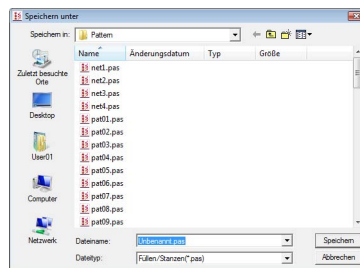 Speichern unter
Speichern in: Pattern
Name Änderungsdatum Typ Größe
Zuletzt besuchte Orte
Desktop
User01
Computer
Netzwerk
net1.pas
net2.pas
net3.pas
net4.pas
pat01.pas
pat02.pas
pat03.pas
pat04.pas
pat05.pas
pat06.pas
pat07.pas
pat08.pas
pat09.pas
Dateiname: Unbenannt.pas Speichern
Dateityp: Füllen/Stanzen(*pas) Abbrechen